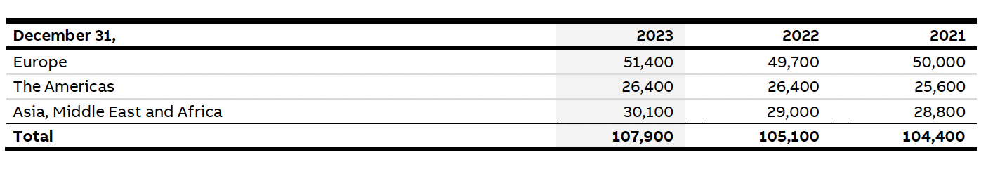 December 31, 2023 2022 2021
Europe 51,400 49,700 50,000
The Americas 26,400 26,400 25,600
Asia, Middle East and Africa 30,100 29,000 28,800
Total 107,900 105,100 104,400